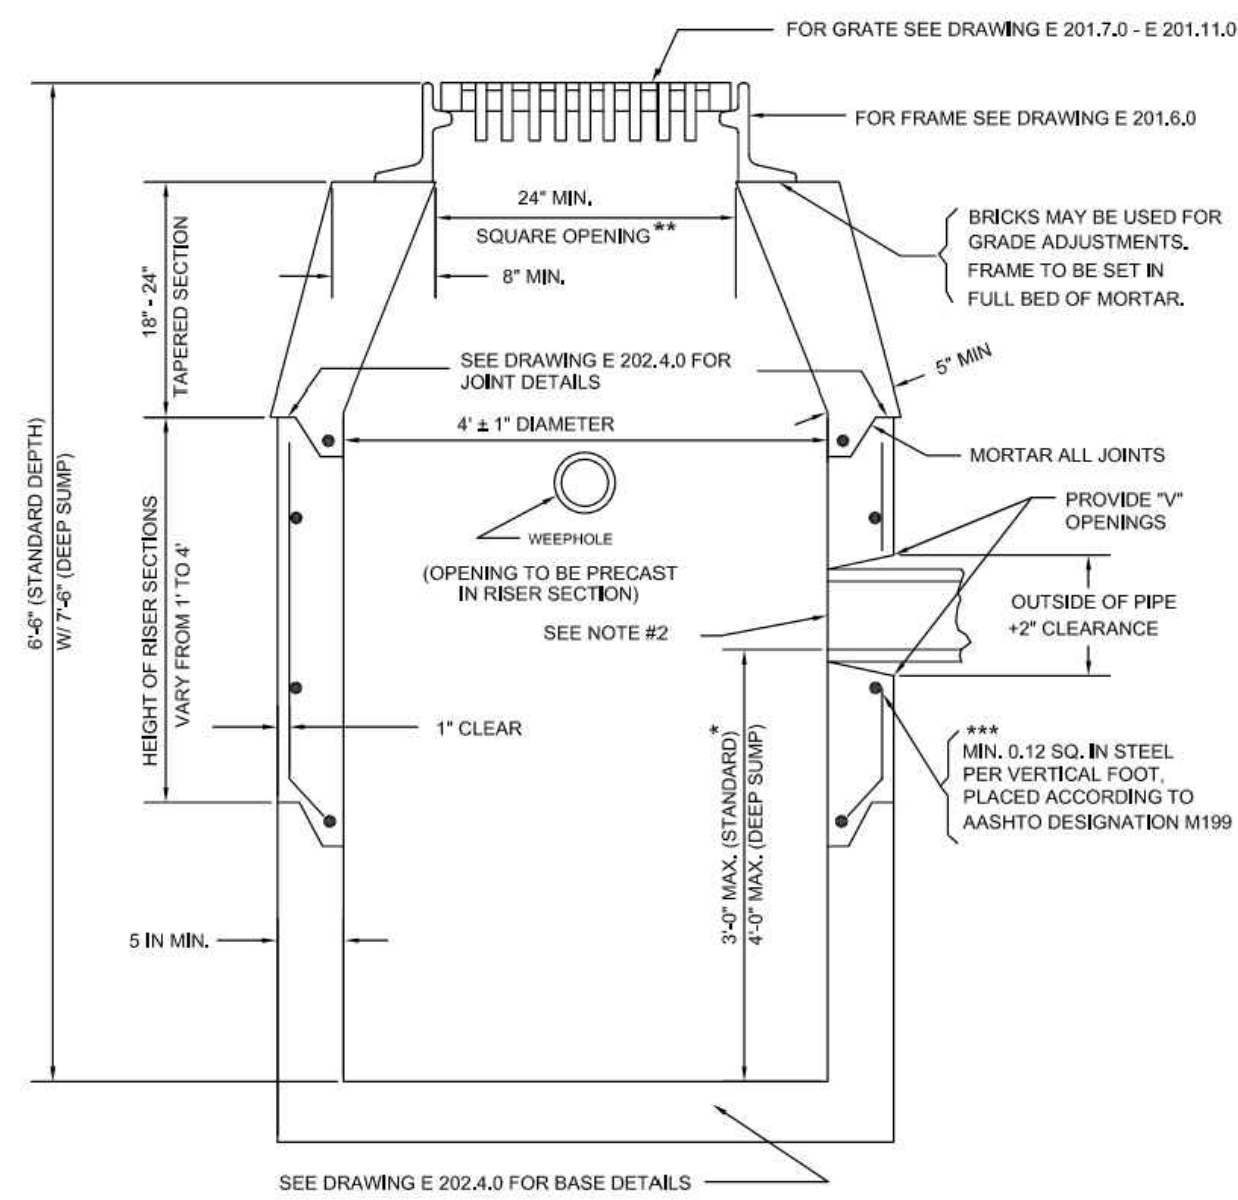 FOR GRATE SEE DRAWING E 201.7.0 - E 201.11.0
FOR FRAME SEE DRAWING E 201.6.0
24" MIN.
SQUARE OPENING**
8" MIN.
BRICKS MAY BE USED FOR
GRADE ADJUSTMENTS.
FRAME TO BE SET IN
FULL BED OF MORTAR.
18" - 24"
TAPERED SECTION
SEE DRAWING E 202.4.0 FOR
JOINT DETAILS
5" MIN
4' ± 1" DIAMETER
MORTAR ALL JOINTS
PROVIDE "V"
OPENINGS
WEEPHOLE
(OPENING TO BE PRECAST
IN RISER SECTION)
SEE NOTE #2
OUTSIDE OF PIPE
+2" CLEARANCE
6'-6" (STANDARD DEPTH)
W/ 7'-6" (DEEP SUMP)
HEIGHT OF RISER SECTIONS
VARY FROM 1' TO 4'
1" CLEAR
3'-0" MAX. (STANDARD)*
4'-0" MAX. (DEEP SUMP)
***
MIN. 0.12 SQ. IN STEEL
PER VERTICAL FOOT,
PLACED ACCORDING TO
AASHTO DESIGNATION M199
5 IN MIN.
SEE DRAWING E 202.4.0 FOR BASE DETAILS